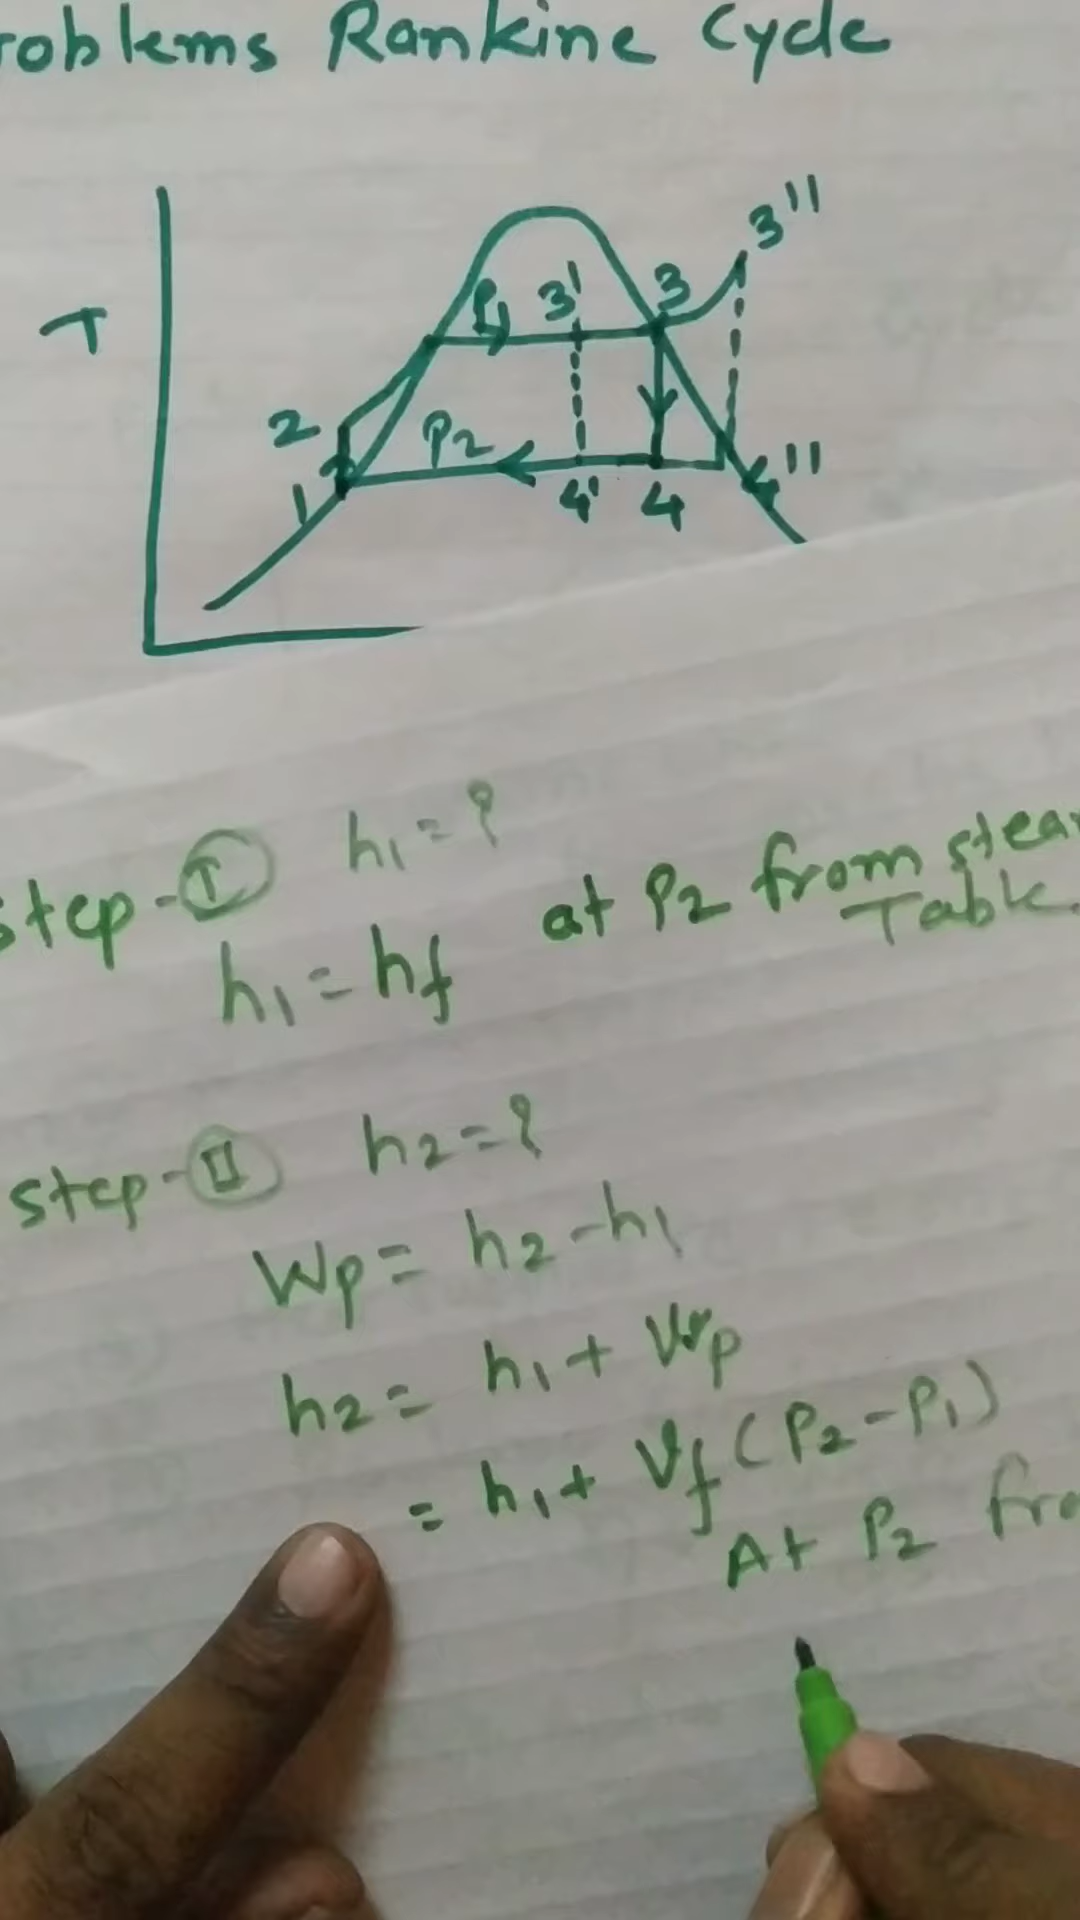 roblems Rankine Cycle
T
P1 3' 3 3''
2 P2
1 4' 4 4''
step-I h1=?
h1=hf at P2 from stea
Table.
step-II h2=?
Wp= h2-h1
h2= h1+ Wp
= h1+ Vf(P2-P1)
At P2 fro